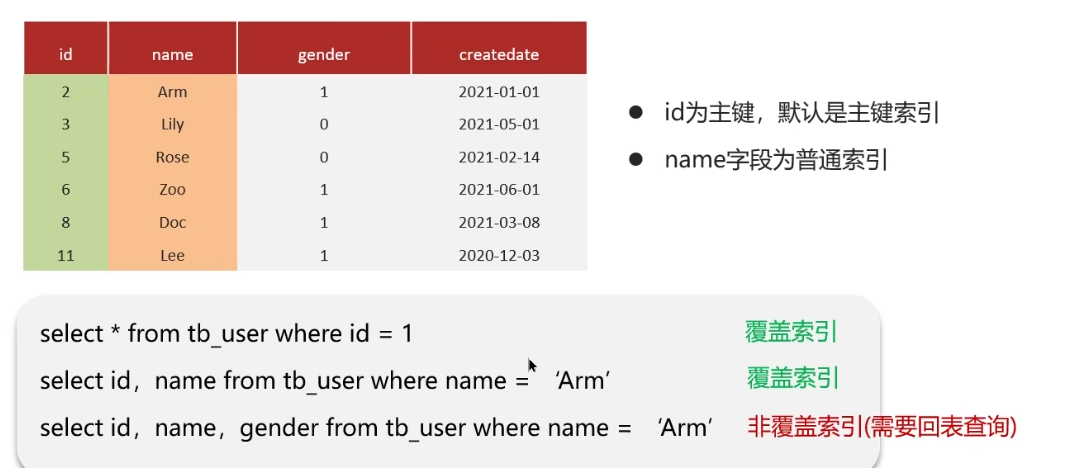 id name gender createdate
2 Arm 1 2021-01-01
3 Lily 0 2021-05-01
5 Rose 0 2021-02-14
6 Zoo 1 2021-06-01
8 Doc 1 2021-03-08
11 Lee 1 2020-12-03
● id为主键，默认是主键索引
● name字段为普通索引
select * from tb_user where id = 1 覆盖索引
select id，name from tb_user where name = ‘Arm’ 覆盖索引
select id，name，gender from tb_user where name = ‘Arm’ 非覆盖索引(需要回表查询)